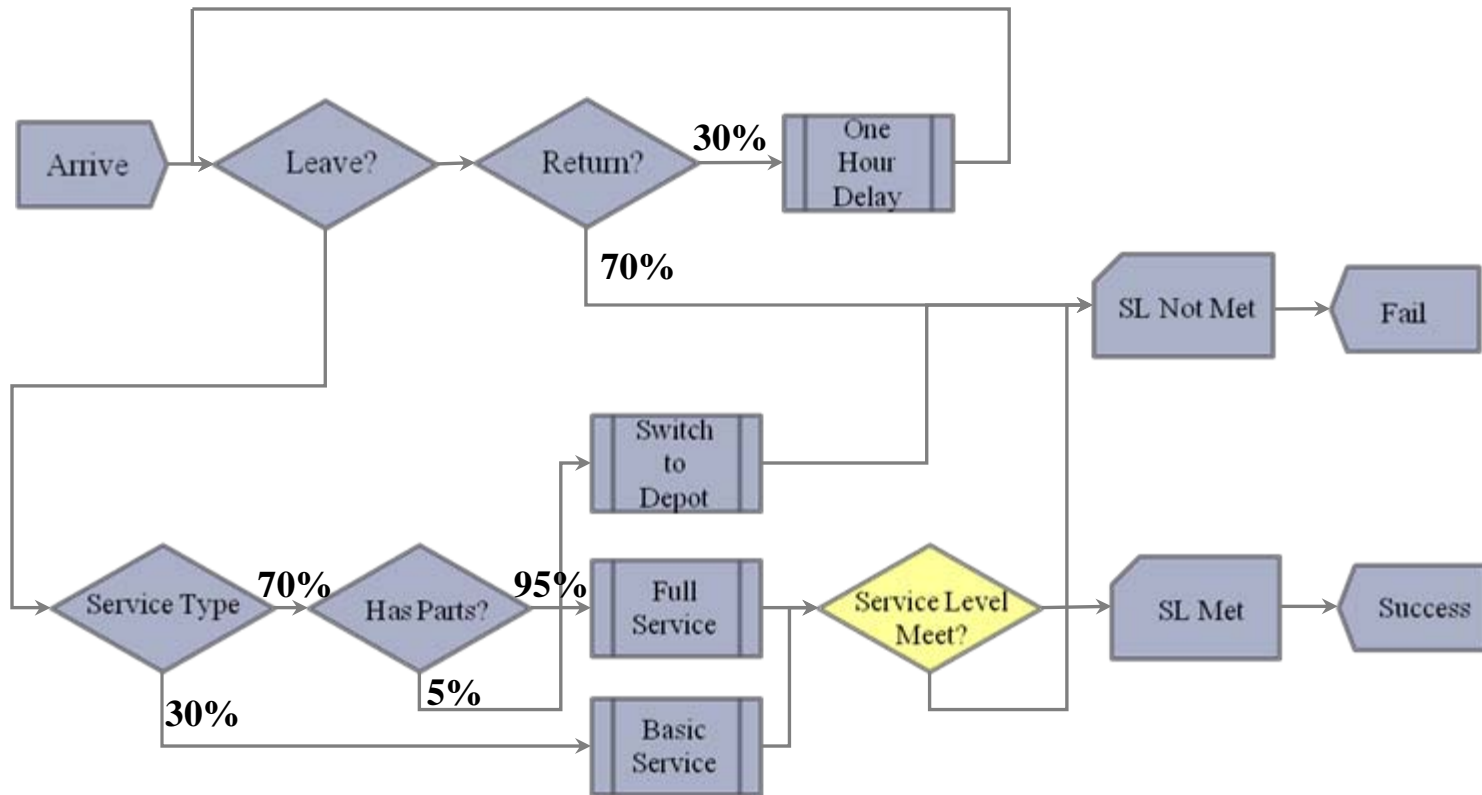 Arrive
Leave?
Return?
30%
One
Hour
Delay
70%
SL Not Met
Fail
Switch
to
Depot
Service Type
70%
Has Parts?
95%
Full
Service
Service Level
Meet?
SL Met
Success
5%
30%
Basic
Service